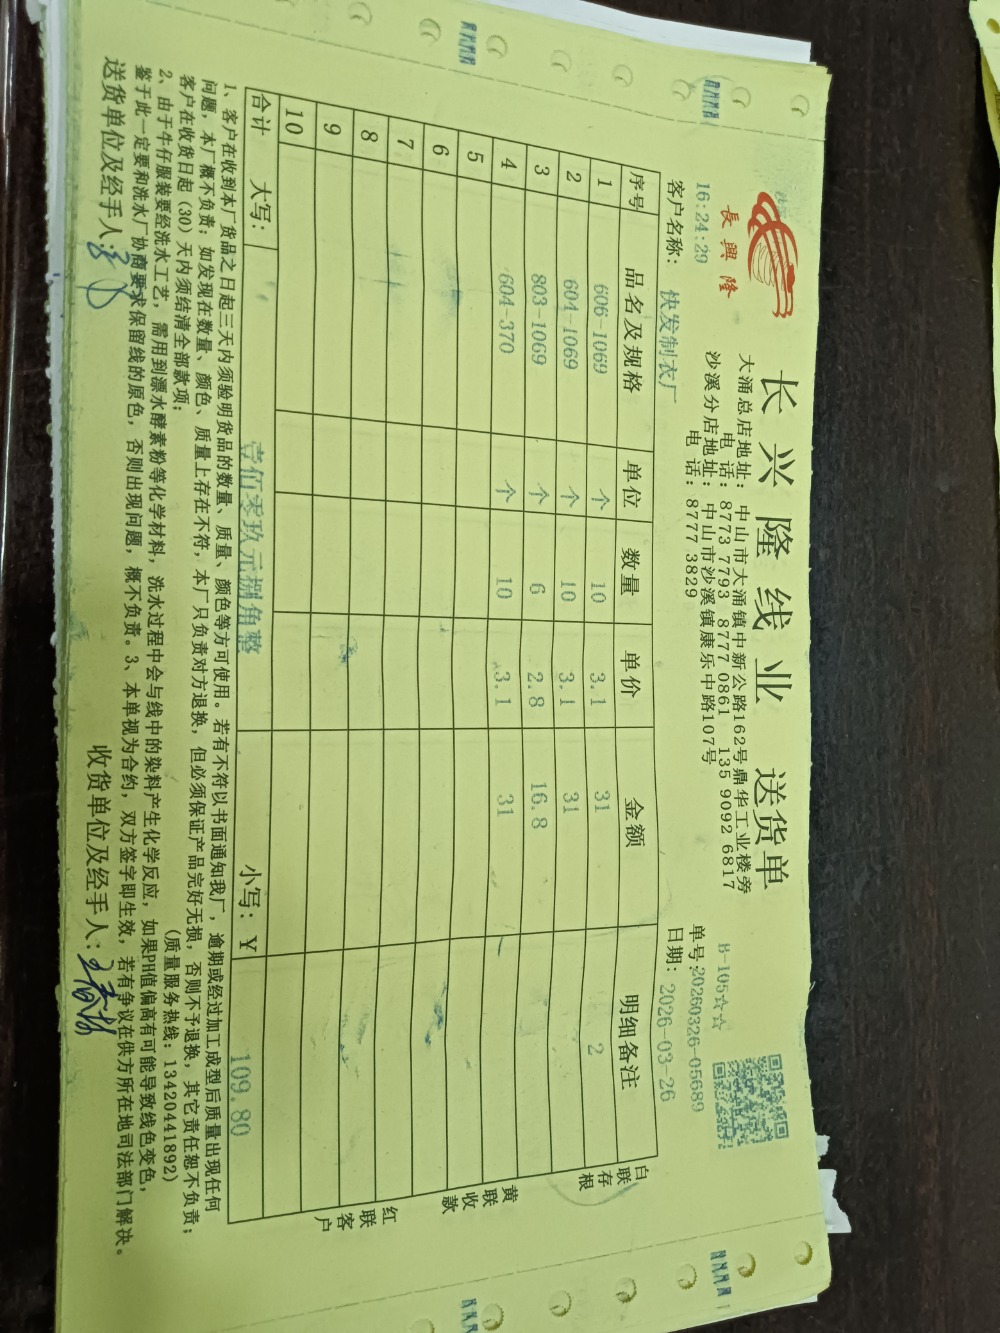 长兴隆线业 送货单
長興隆
大涌总店地址：中山市大涌镇中新公路162号鼎华工业楼旁
电 话：8773 7793 8777 0861 135 9092 6817
沙溪分店地址：中山市沙溪镇康乐中路107号
电 话：8777 3829
16:24:29
B-105☆☆
单号：20260326-05689
客户名称：快发制衣厂
日期：2026-03-26
序号 品名及规格 单位 数量 单价 金额 明细备注
1 606-1069 个 10 3.1 31 2
2 604-1069 个 10 3.1 31
3 803-1069 个 6 2.8 16.8
4 604-370 个 10 3.1 31
5
6
7
8
9
10
合计 大写： 壹佰零玖元捌角整 小写：¥ 109.80
白联存根
黄联收款
红联客户
1、客户在收到本厂货品之日起三天内须验明货品的数量、质量、颜色等方可使用。若有不符以书面通知我厂，逾期或经过加工成型后质量出现任何
问题，本厂概不负责；如发现在数量、颜色、质量上存在不符，本厂只负责对方退换，但必须保证产品完好无损，否则不予退换，其它责任恕不负责；
客户在收货日起（30）天内须结清全部款项；
（质量服务热线：13420441892）
2、由于牛仔服装要经洗水工艺，需用到漂水酵素粉等化学材料，洗水过程中会与线中的染料产生化学反应，如果PH值偏高有可能导致线色变色，
鉴于此一定要和洗水厂协商要求保留线的原色，否则出现问题，概不负责。3、本单视为合约，双方签字即生效，若有争议在供方所在地司法部门解决。
送货单位及经手人：
收货单位及经手人：